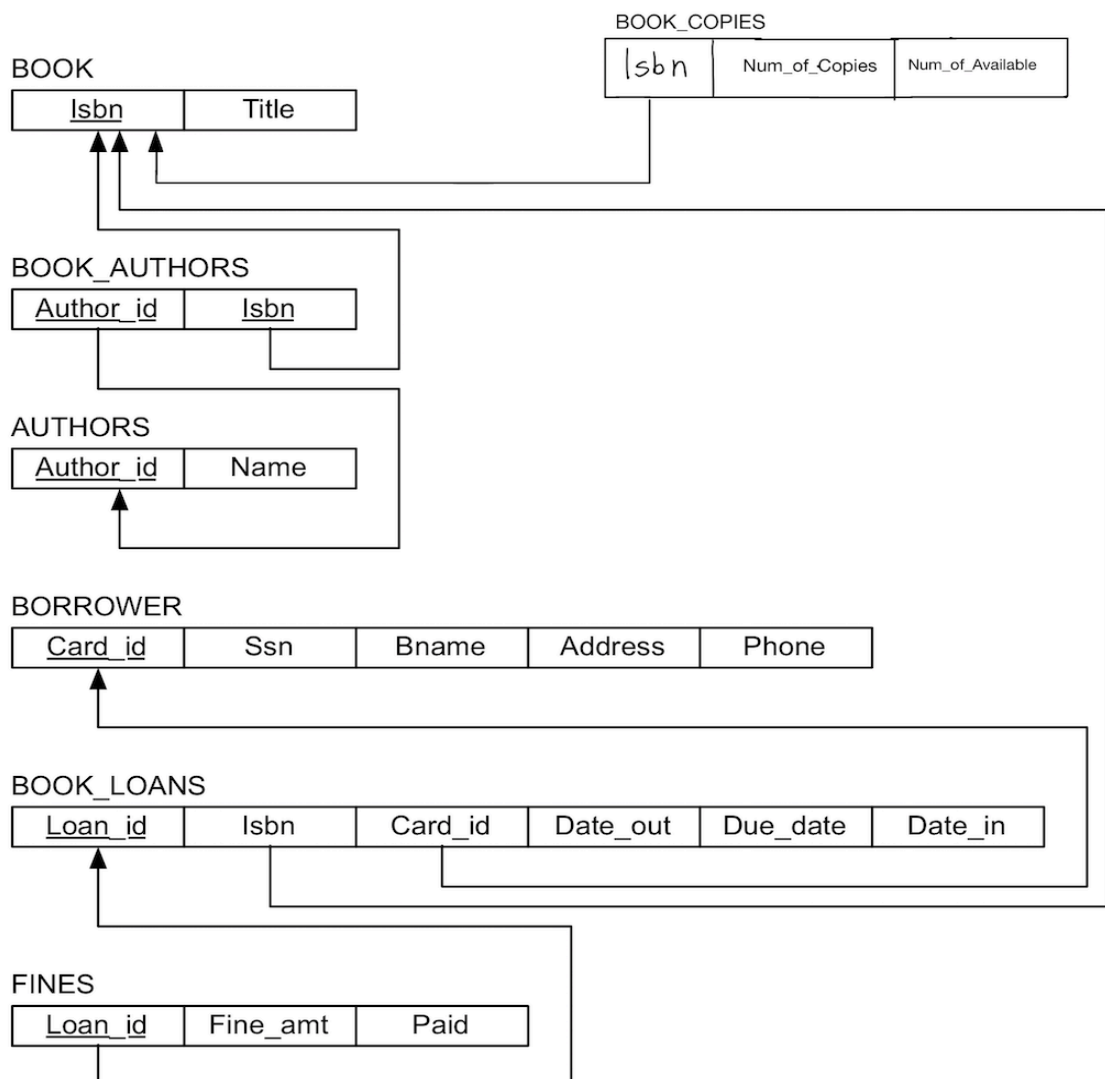 BOOK_COPIES
Isbn Num_of_Copies Num_of_Available
BOOK
Isbn Title
BOOK_AUTHORS
Author_id Isbn
AUTHORS
Author_id Name
BORROWER
Card_id Ssn Bname Address Phone
BOOK_LOANS
Loan_id Isbn Card_id Date_out Due_date Date_in
FINES
Loan_id Fine_amt Paid